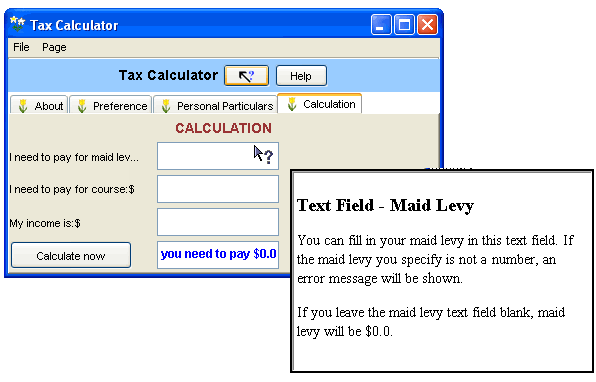 Tax Calculator
File Page
Tax Calculator ? Help
About Preference Personal Particulars Calculation
CALCULATION
I need to pay for maid lev...
?
I need to pay for course:$
My income is:$
Calculate now you need to pay $0.0
Text Field - Maid Levy
You can fill in your maid levy in this text field. If
the maid levy you specify is not a number, an
error message will be shown.
If you leave the maid levy text field blank, maid
levy will be $0.0.